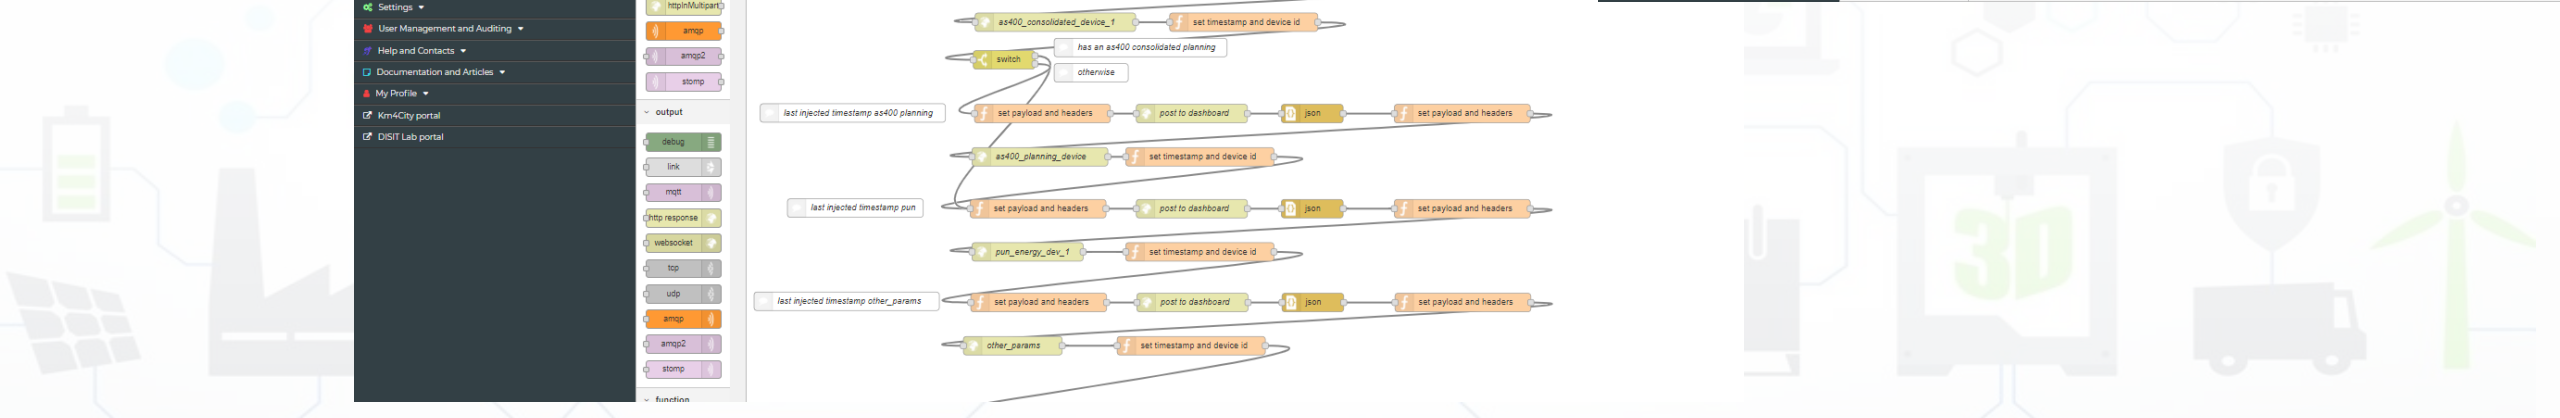 Settings
User Management and Auditing
Help and Contacts
Documentation and Articles
My Profile
Km4City portal
DISIT Lab portal
httpInMultipart
amqp
amqp2
stomp
output
debug
link
mqtt
http response
websocket
tcp
udp
amqp
amqp2
stomp
function
as400_consolidated_device_1
set timestamp and device id
switch
has an as400 consolidated planning
otherwise
last injected timestamp as400 planning
set payload and headers
post to dashboard
json
set payload and headers
as400_planning_device
set timestamp and device id
last injected timestamp pun
set payload and headers
post to dashboard
json
set payload and headers
pun_energy_dev_1
set timestamp and device id
last injected timestamp other_params
set payload and headers
post to dashboard
json
set payload and headers
other_params
set timestamp and device id
3D